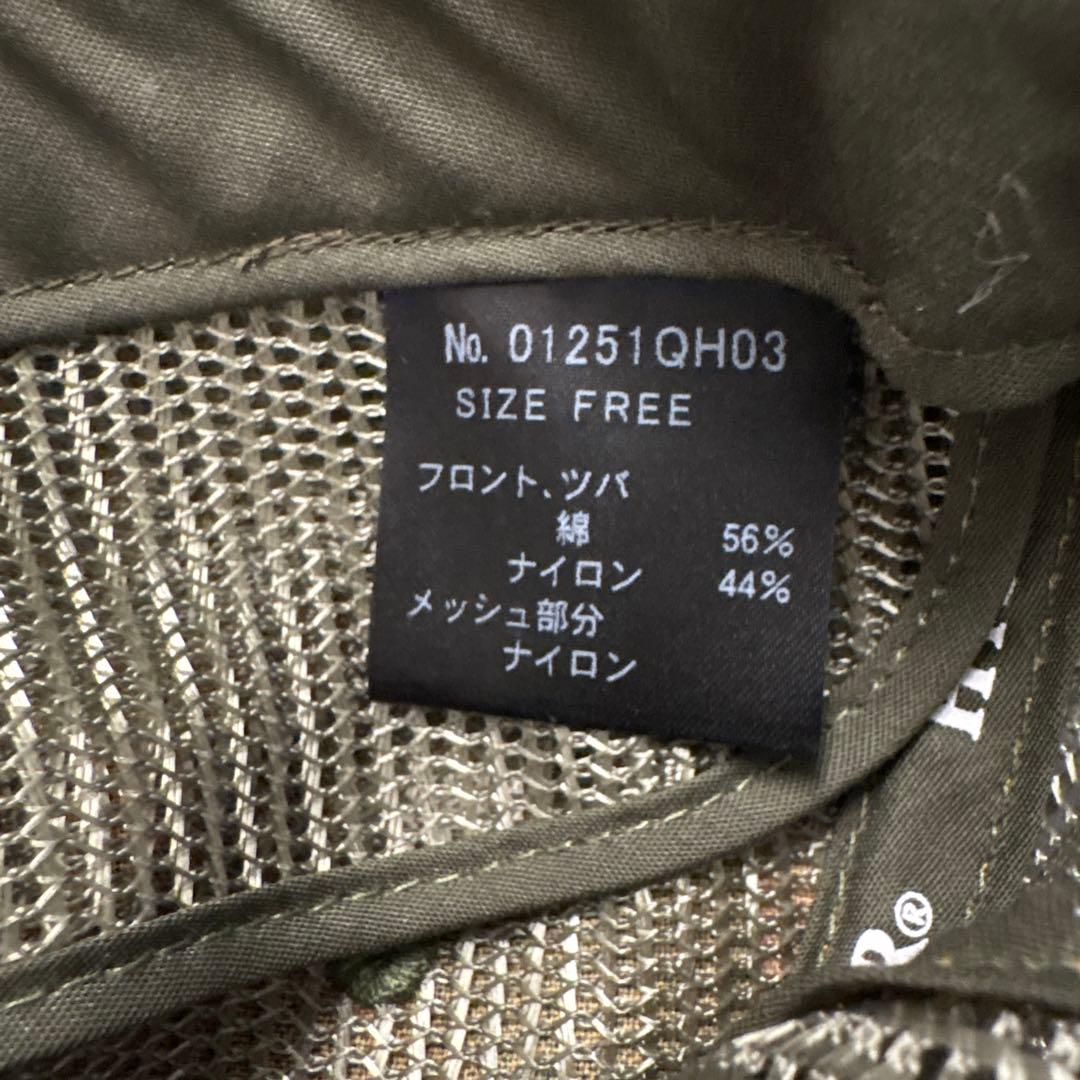 No. 01251QH03
SIZE FREE
フロント、ツバ
綿 56%
ナイロン 44%
メッシュ部分
ナイロン
R®